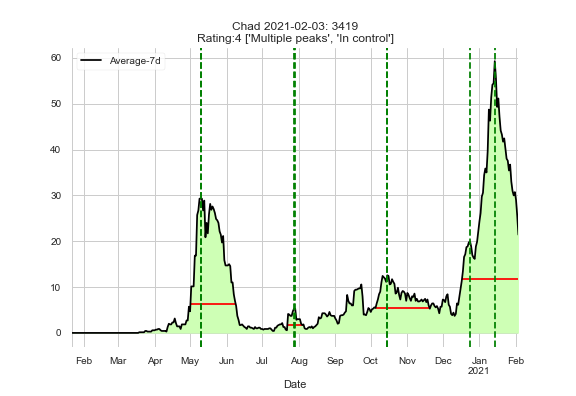 Chad 2021-02-03: 3419
Rating:4 ['Multiple peaks', 'In control']
Average-7d
60
50
40
30
20
10
0
Feb Mar Apr May Jun Jul Aug Sep Oct Nov Dec Jan Feb
2021
Date